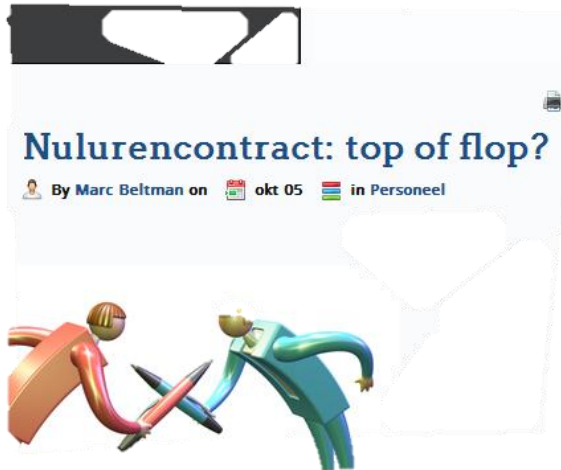 Nulurencontract: top of flop?
By Marc Beltman on okt 05 in Personeel